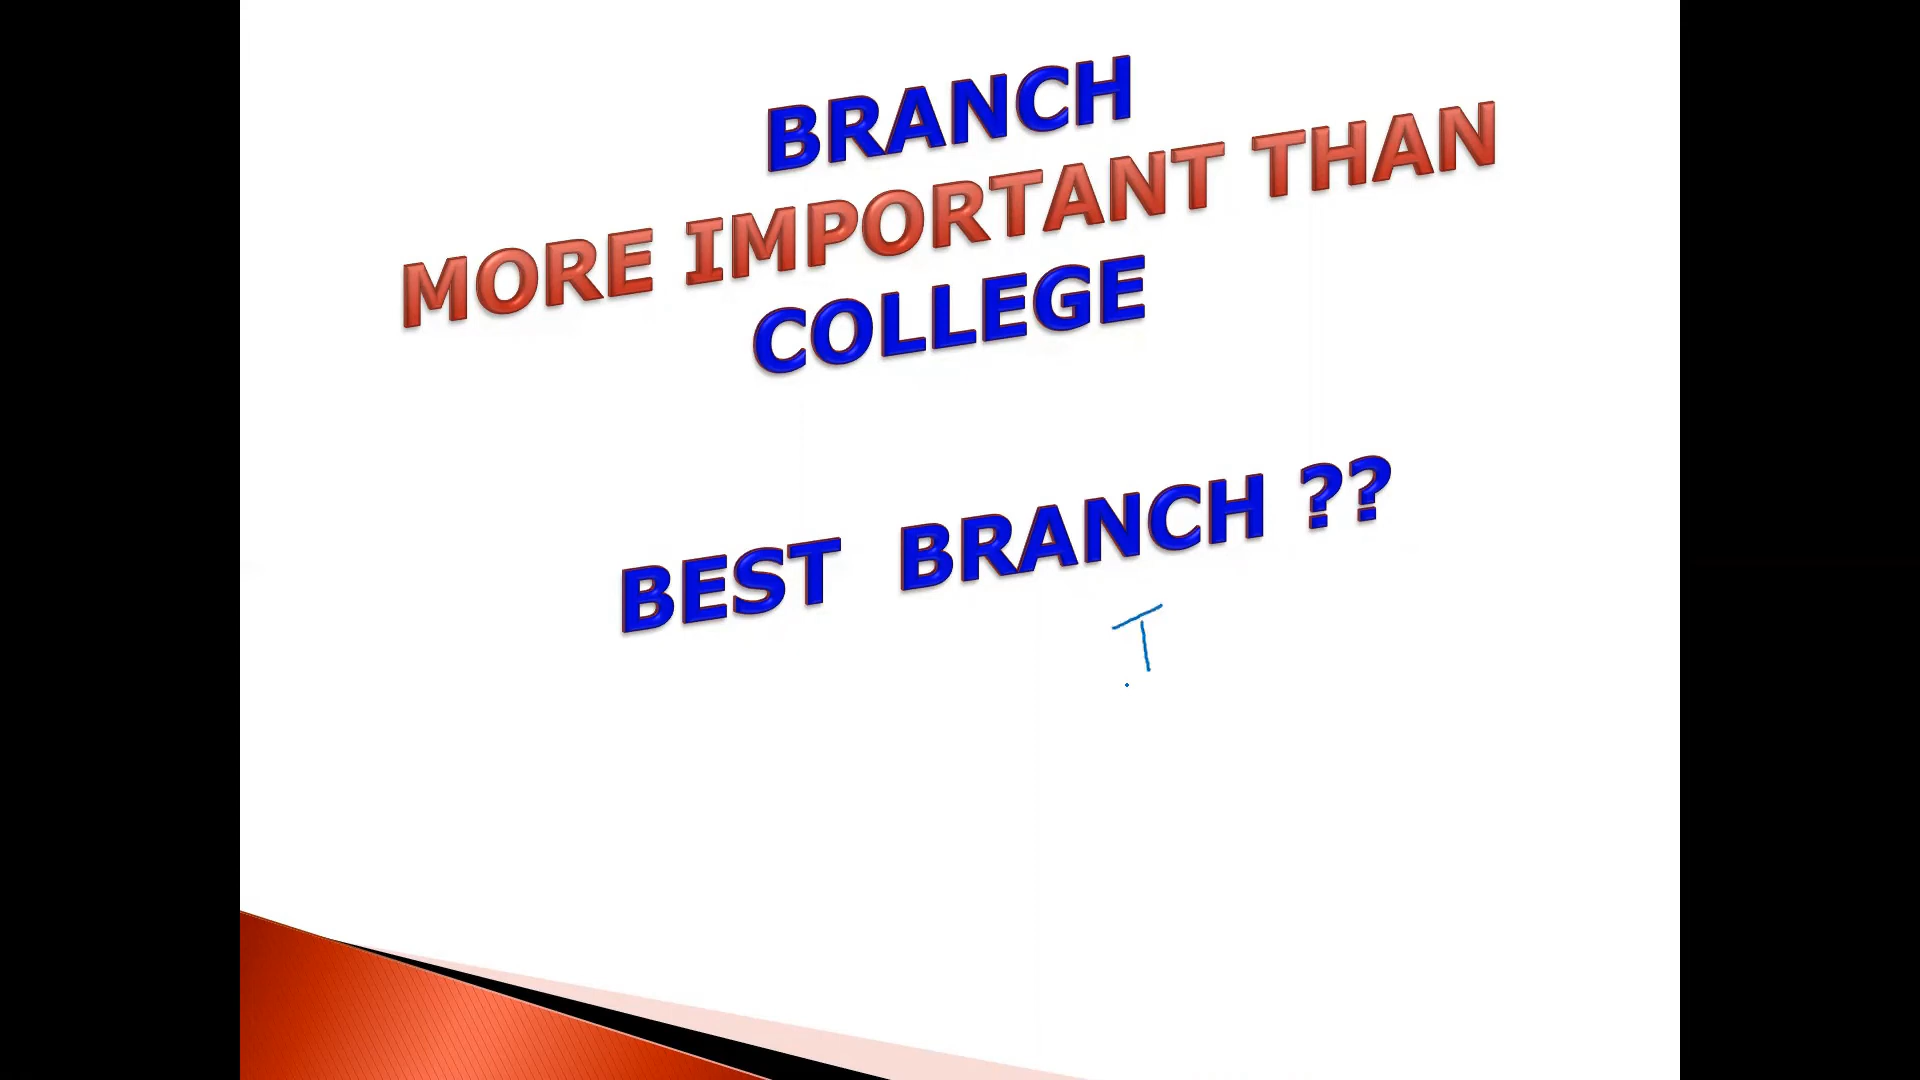 BRANCH
MORE IMPORTANT THAN
COLLEGE
BEST BRANCH ??
T